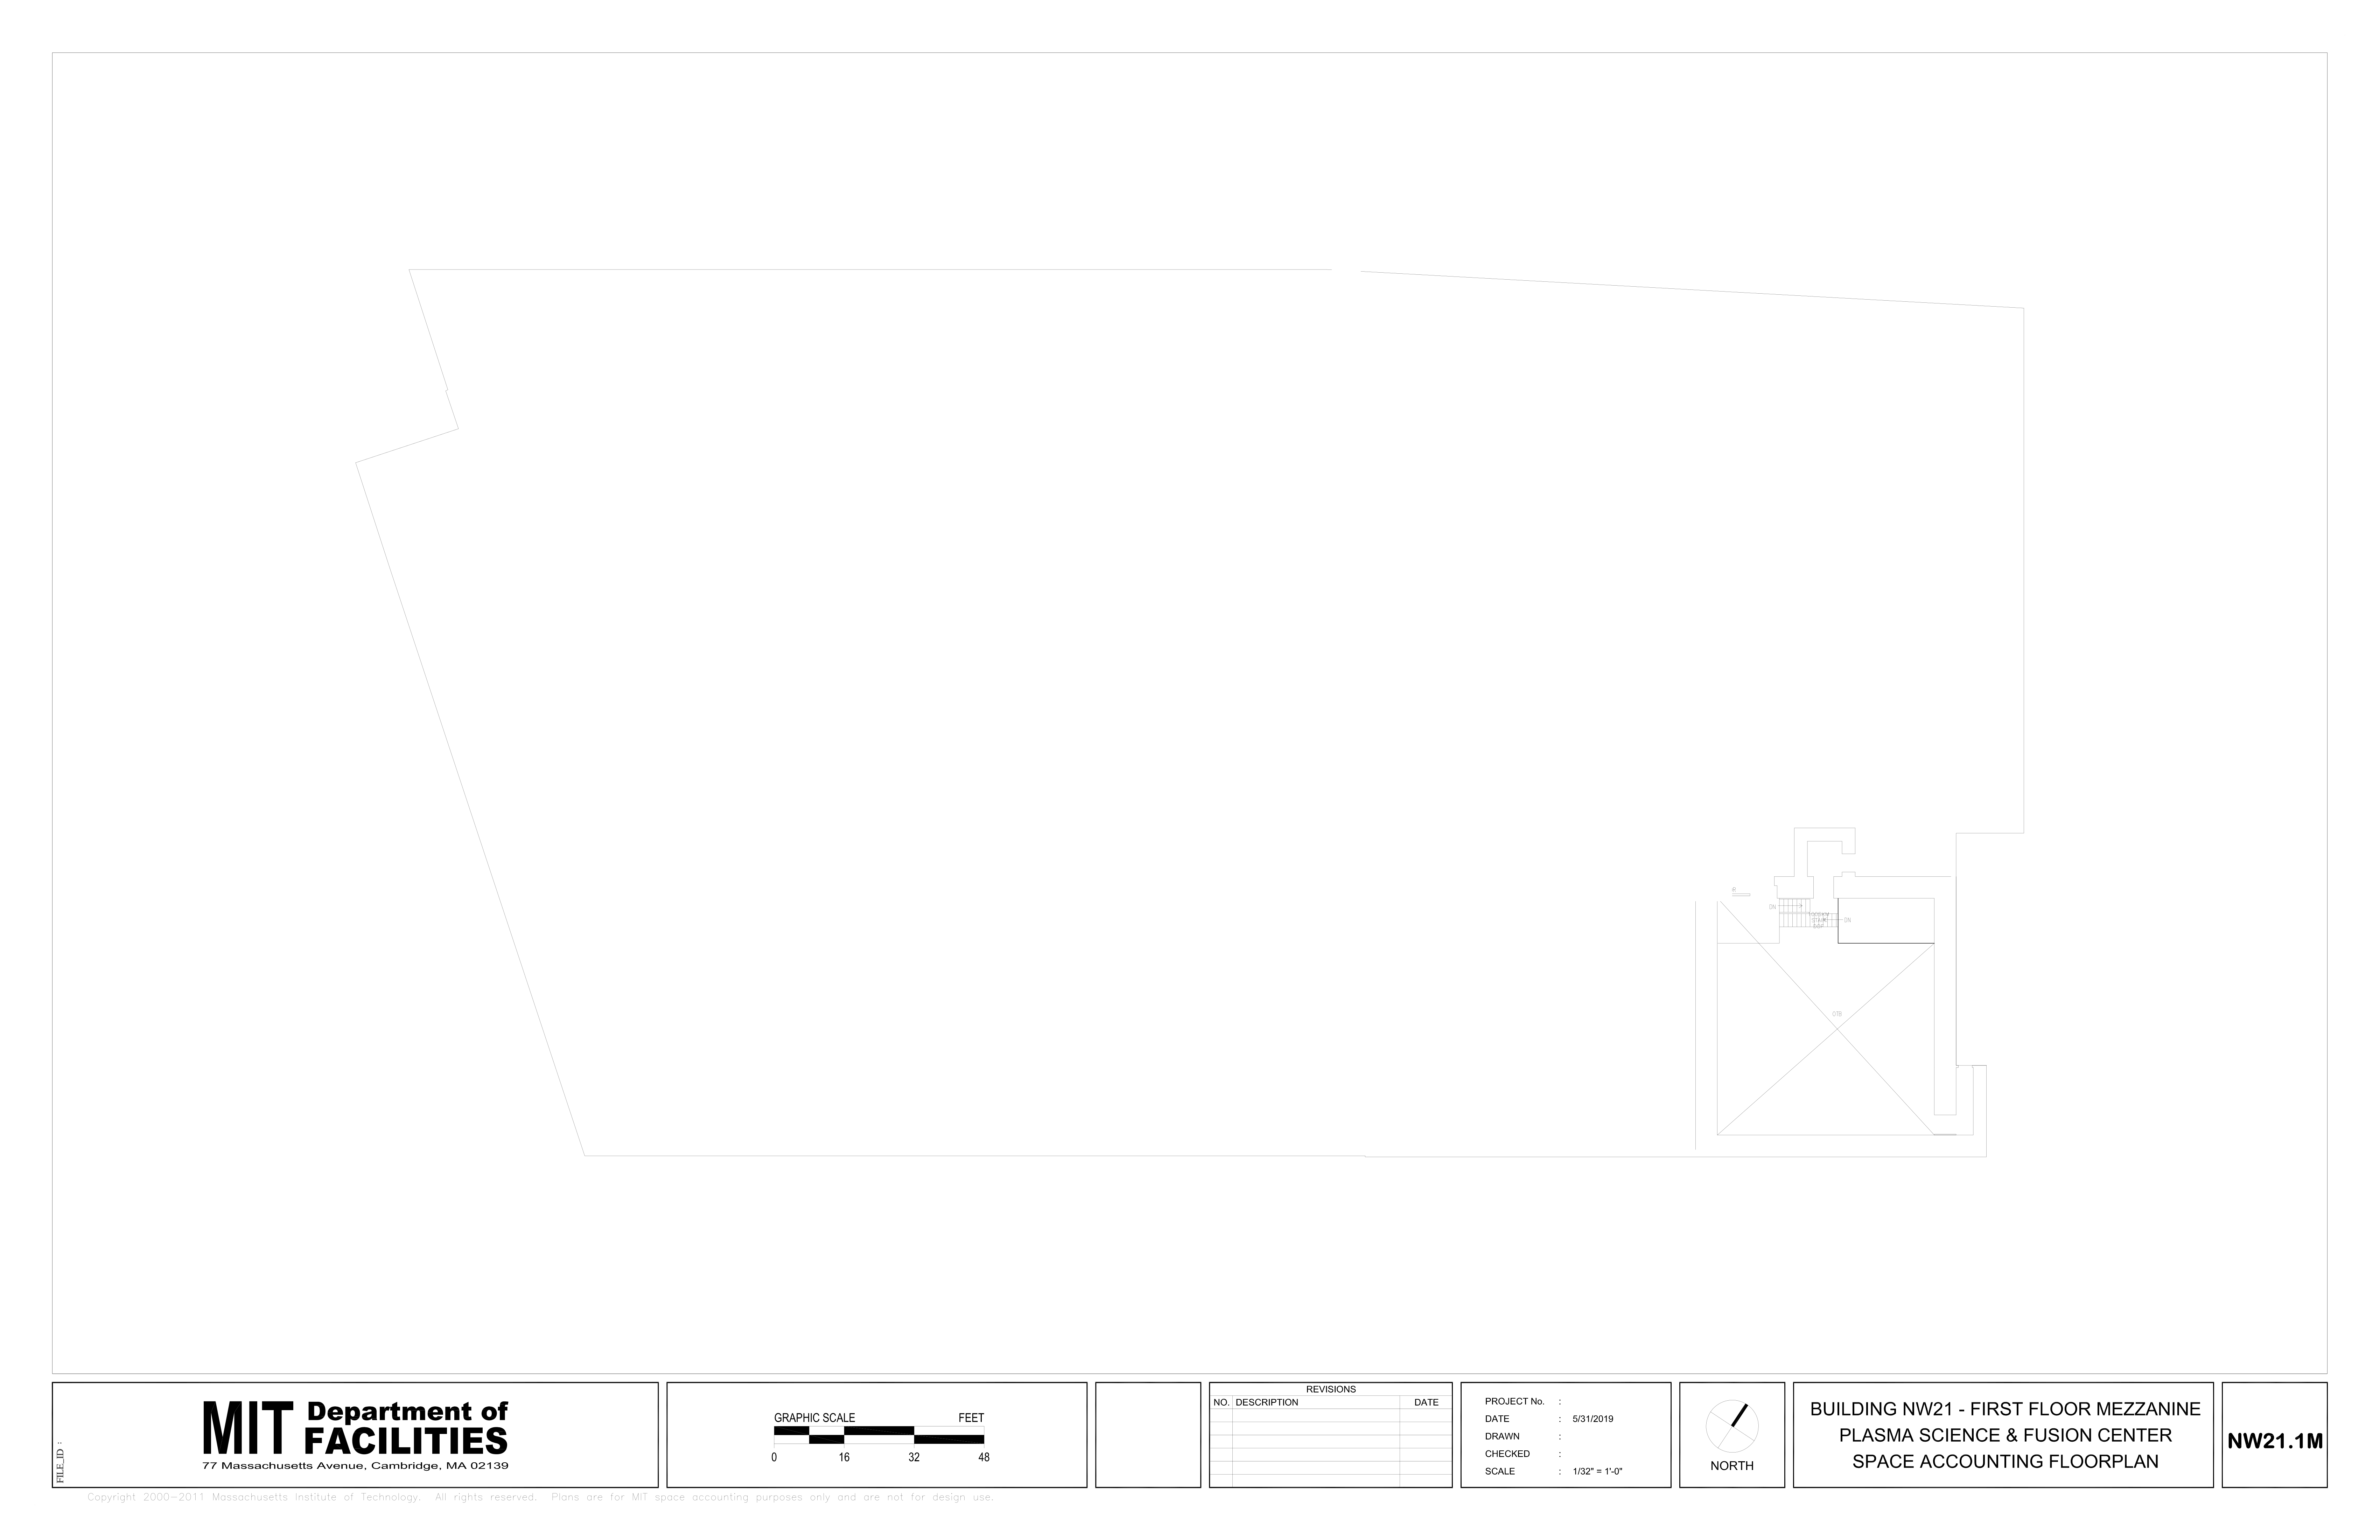 DN
DN
OTB
MIT Department of
FACILITIES
77 Massachusetts Avenue, Cambridge, MA 02139
FILE_ID :
GRAPHIC SCALE FEET
0 16 32 48
REVISIONS
NO. DESCRIPTION DATE
PROJECT No. :
DATE : 5/31/2019
DRAWN :
CHECKED :
SCALE : 1/32" = 1'-0"
NORTH
BUILDING NW21 - FIRST FLOOR MEZZANINE
PLASMA SCIENCE & FUSION CENTER
SPACE ACCOUNTING FLOORPLAN
NW21.1M
Copyright 2000-2011 Massachusetts Institute of Technology. All rights reserved. Plans are for MIT space accounting purposes only and are not for design use.